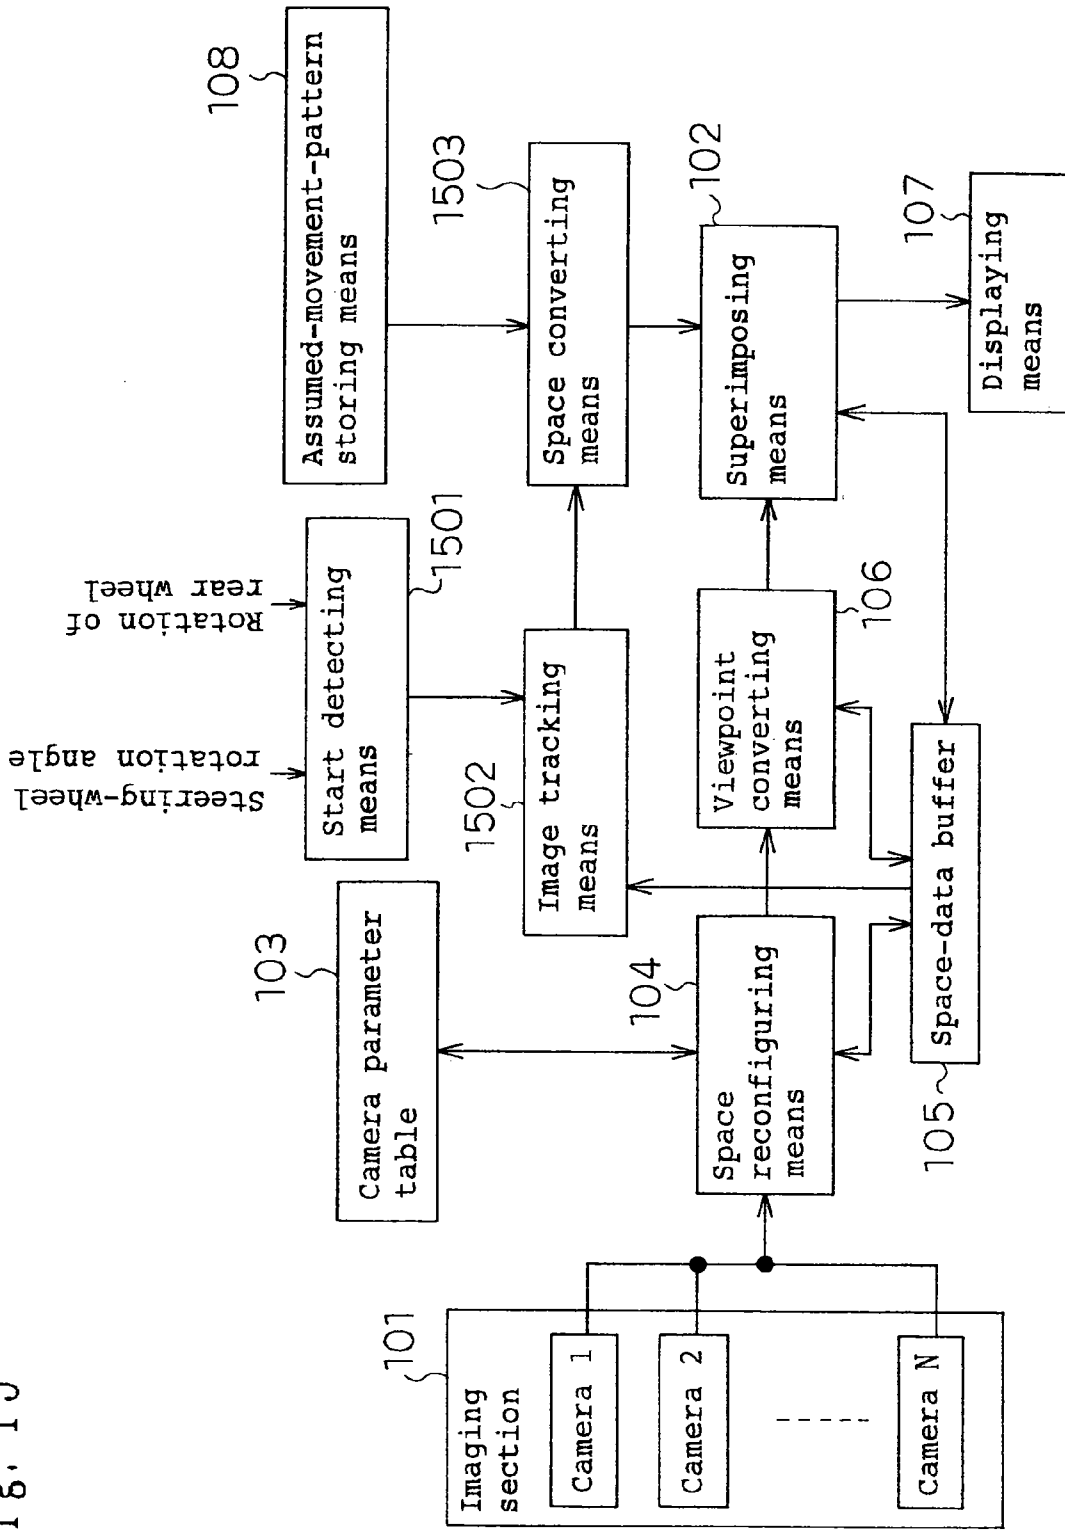 Fig. 15
Steering-wheel
rotation angle
Rotation of
rear wheel
108
Assumed-movement-pattern
storing means
103
Camera parameter
table
Start detecting
means
1501
1502
Image tracking
means
1503
Space converting
means
101
Imaging
section
Camera 1
Camera 2
Camera N
104
Space
reconfiguring
means
Viewpoint
converting
means
106
102
Superimposing
means
105
Space-data buffer
107
Displaying
means